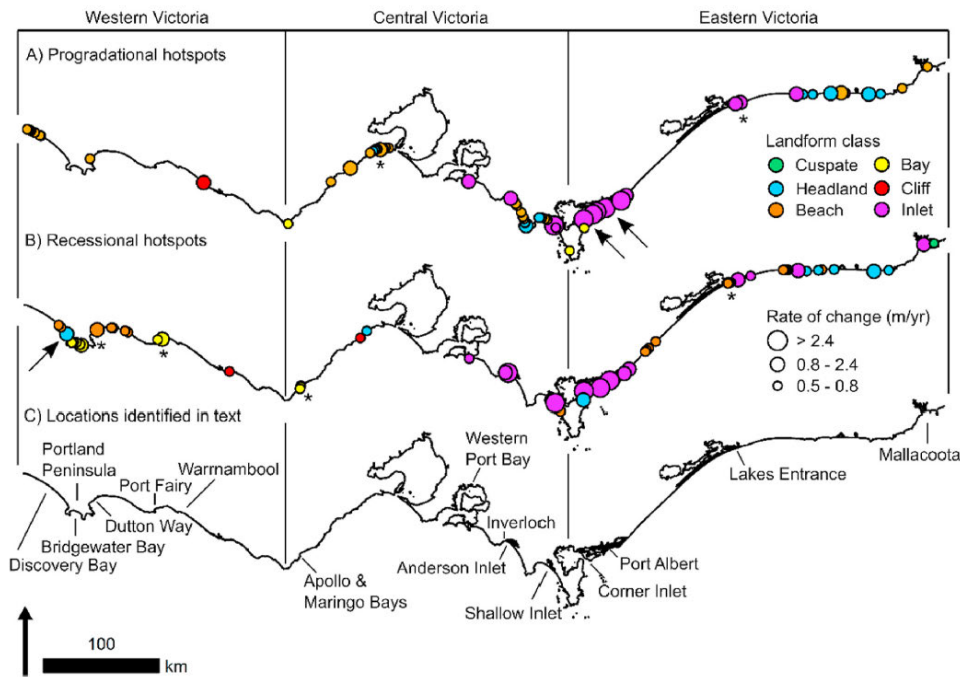 Western Victoria
Central Victoria
Eastern Victoria
A) Progradational hotspots
*
*
Landform class
Cuspate
Bay
Headland
Cliff
Beach
Inlet
B) Recessional hotspots
*
*
*
*
Rate of change (m/yr)
> 2.4
0.8 - 2.4
0.5 - 0.8
C) Locations identified in text
Portland
Peninsula
Warrnambool
Port Fairy
Dutton Way
Bridgewater Bay
Discovery Bay
Western
Port Bay
Inverloch
Anderson Inlet
Apollo &
Maringo Bays
Shallow Inlet
Mallacoota
Lakes Entrance
Port Albert
Corner Inlet
100
km